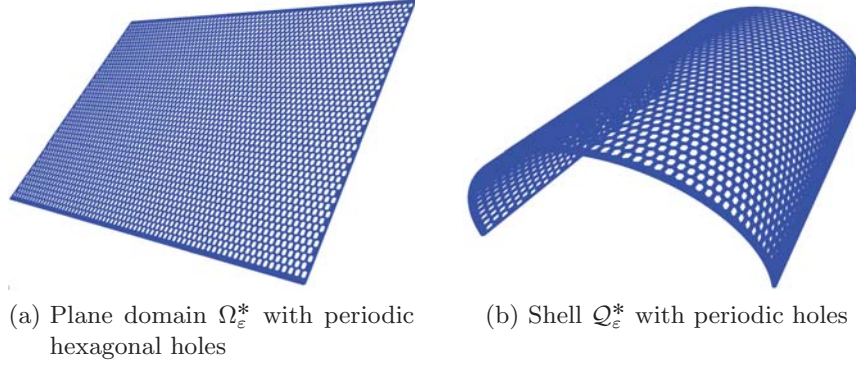 (a) Plane domain Ω*ε with periodic
hexagonal holes
(b) Shell 𝒬*ε with periodic holes